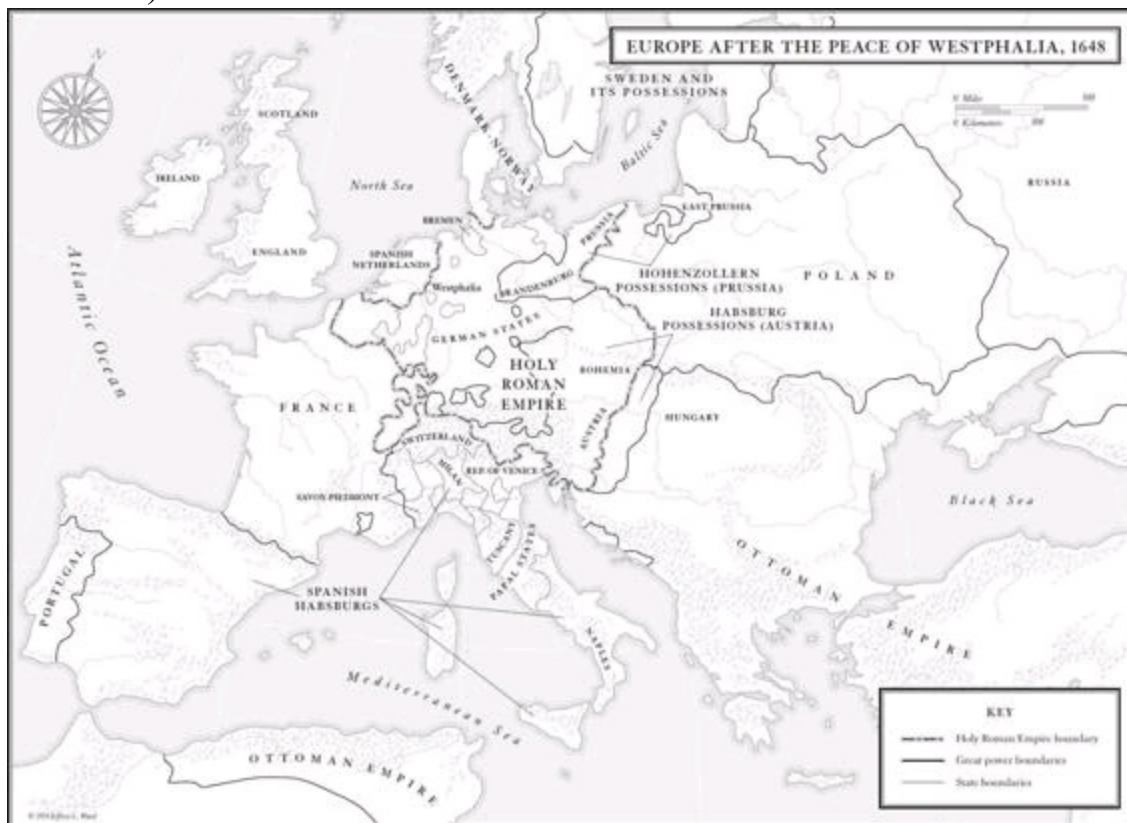 EUROPE AFTER THE PEACE OF WESTPHALIA, 1648
N
SWEDEN AND
ITS POSSESSIONS
0 Miles
0 Kilometers
DENMARK-NORWAY
SCOTLAND
Baltic Sea
North Sea
IRELAND
RUSSIA
EAST PRUSSIA
BREMEN
PRUSSIA
ENGLAND
SPANISH
NETHERLANDS
Atlantic Ocean
Westphalia
BRANDENBURG
HOHENZOLLERN
POSSESSIONS (PRUSSIA)
POLAND
HABSBURG
POSSESSIONS (AUSTRIA)
GERMAN STATES
HOLY
ROMAN
EMPIRE
BOHEMIA
FRANCE
HUNGARY
AUSTRIA
SWITZERLAND
MILAN
REP. OF VENICE
SAVOY-PIEDMONT
Black Sea
TUSCANY
PAPAL STATES
OTTOMAN EMPIRE
PORTUGAL
SPANISH
HABSBURGS
NAPLES
Mediterranean Sea
OTTOMAN EMPIRE
KEY
Holy Roman Empire boundary
Great power boundaries
State boundaries